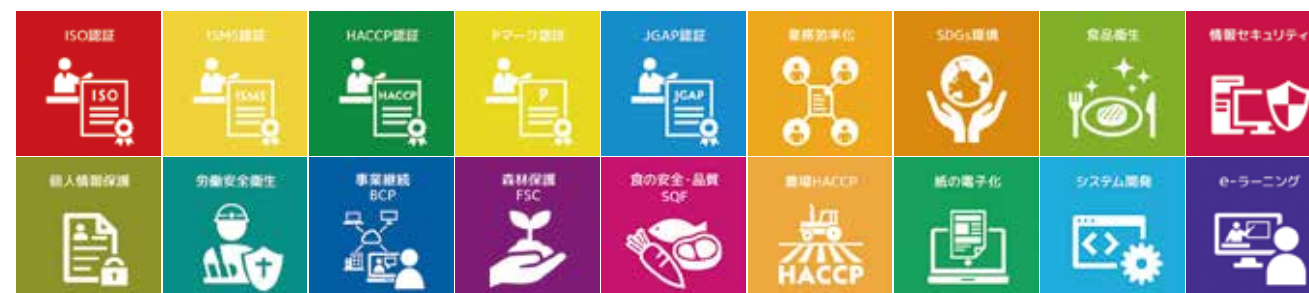 ISO認証
ISMS認証
HACCP認証
Pマーク認証
JGAP認証
業務効率化
SDGs環境
食品衛生
情報セキュリティ
ISO
ISMS
HACCP
P
JGAP
個人情報保護
労働安全衛生
事業継続
BCP
森林保護
FSC
食の安全・品質
SQF
農場HACCP
紙の電子化
システム開発
e-ラーニング
HACCP